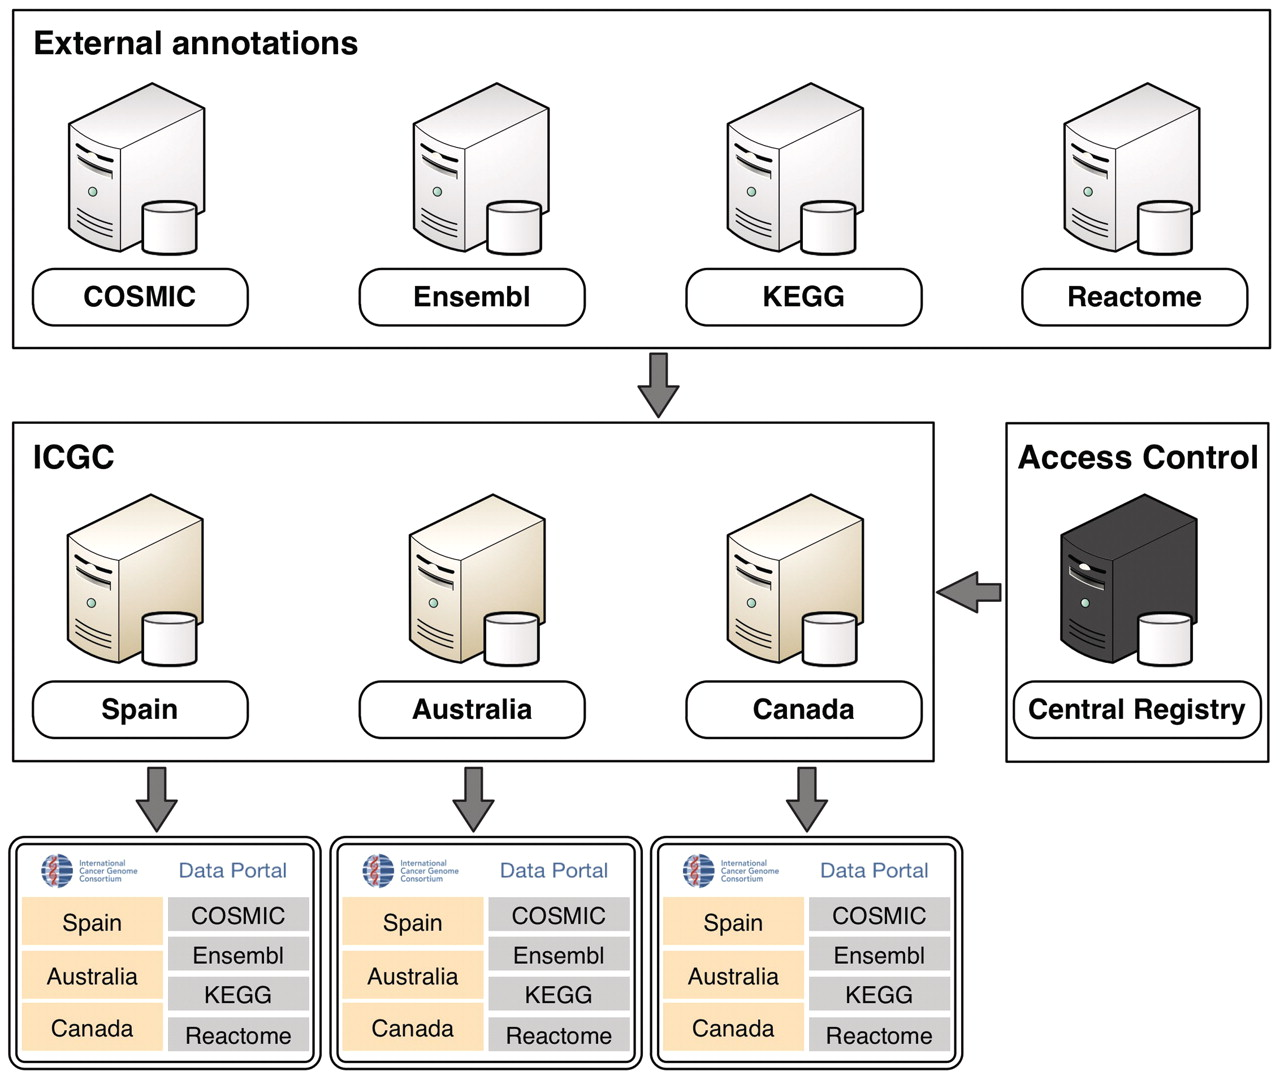 External annotations
COSMIC
Ensembl
KEGG
Reactome
ICGC
Access Control
Spain
Australia
Canada
Central Registry
International
Cancer Genome
Consortium
Data Portal
Spain
Australia
Canada
COSMIC
Ensembl
KEGG
Reactome
International
Cancer Genome
Consortium
Data Portal
Spain
Australia
Canada
COSMIC
Ensembl
KEGG
Reactome
International
Cancer Genome
Consortium
Data Portal
Spain
Australia
Canada
COSMIC
Ensembl
KEGG
Reactome